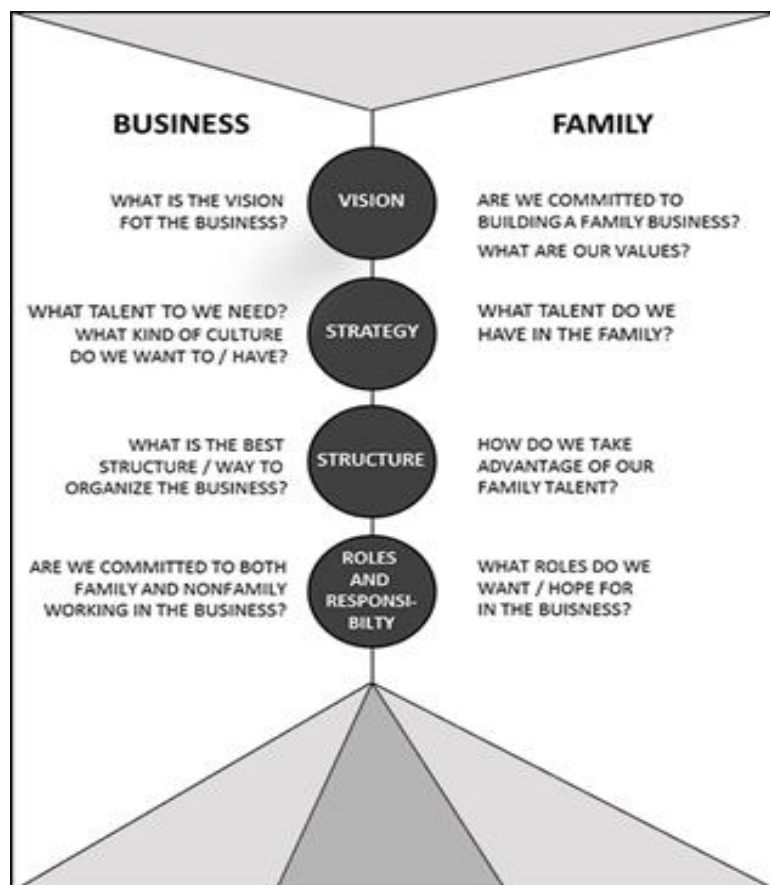 BUSINESS
FAMILY
WHAT IS THE VISION
FOT THE BUSINESS?
VISION
ARE WE COMMITTED TO
BUILDING A FAMILY BUSINESS?
WHAT ARE OUR VALUES?
WHAT TALENT TO WE NEED?
WHAT KIND OF CULTURE
DO WE WANT TO / HAVE?
STRATEGY
WHAT TALENT DO WE
HAVE IN THE FAMILY?
WHAT IS THE BEST
STRUCTURE / WAY TO
ORGANIZE THE BUSINESS?
STRUCTURE
HOW DO WE TAKE
ADVANTAGE OF OUR
FAMILY TALENT?
ARE WE COMMITTED TO BOTH
FAMILY AND NONFAMILY
WORKING IN THE BUSINESS?
ROLES
AND
RESPONSI-
BILTY
WHAT ROLES DO WE
WANT / HOPE FOR
IN THE BUISNESS?